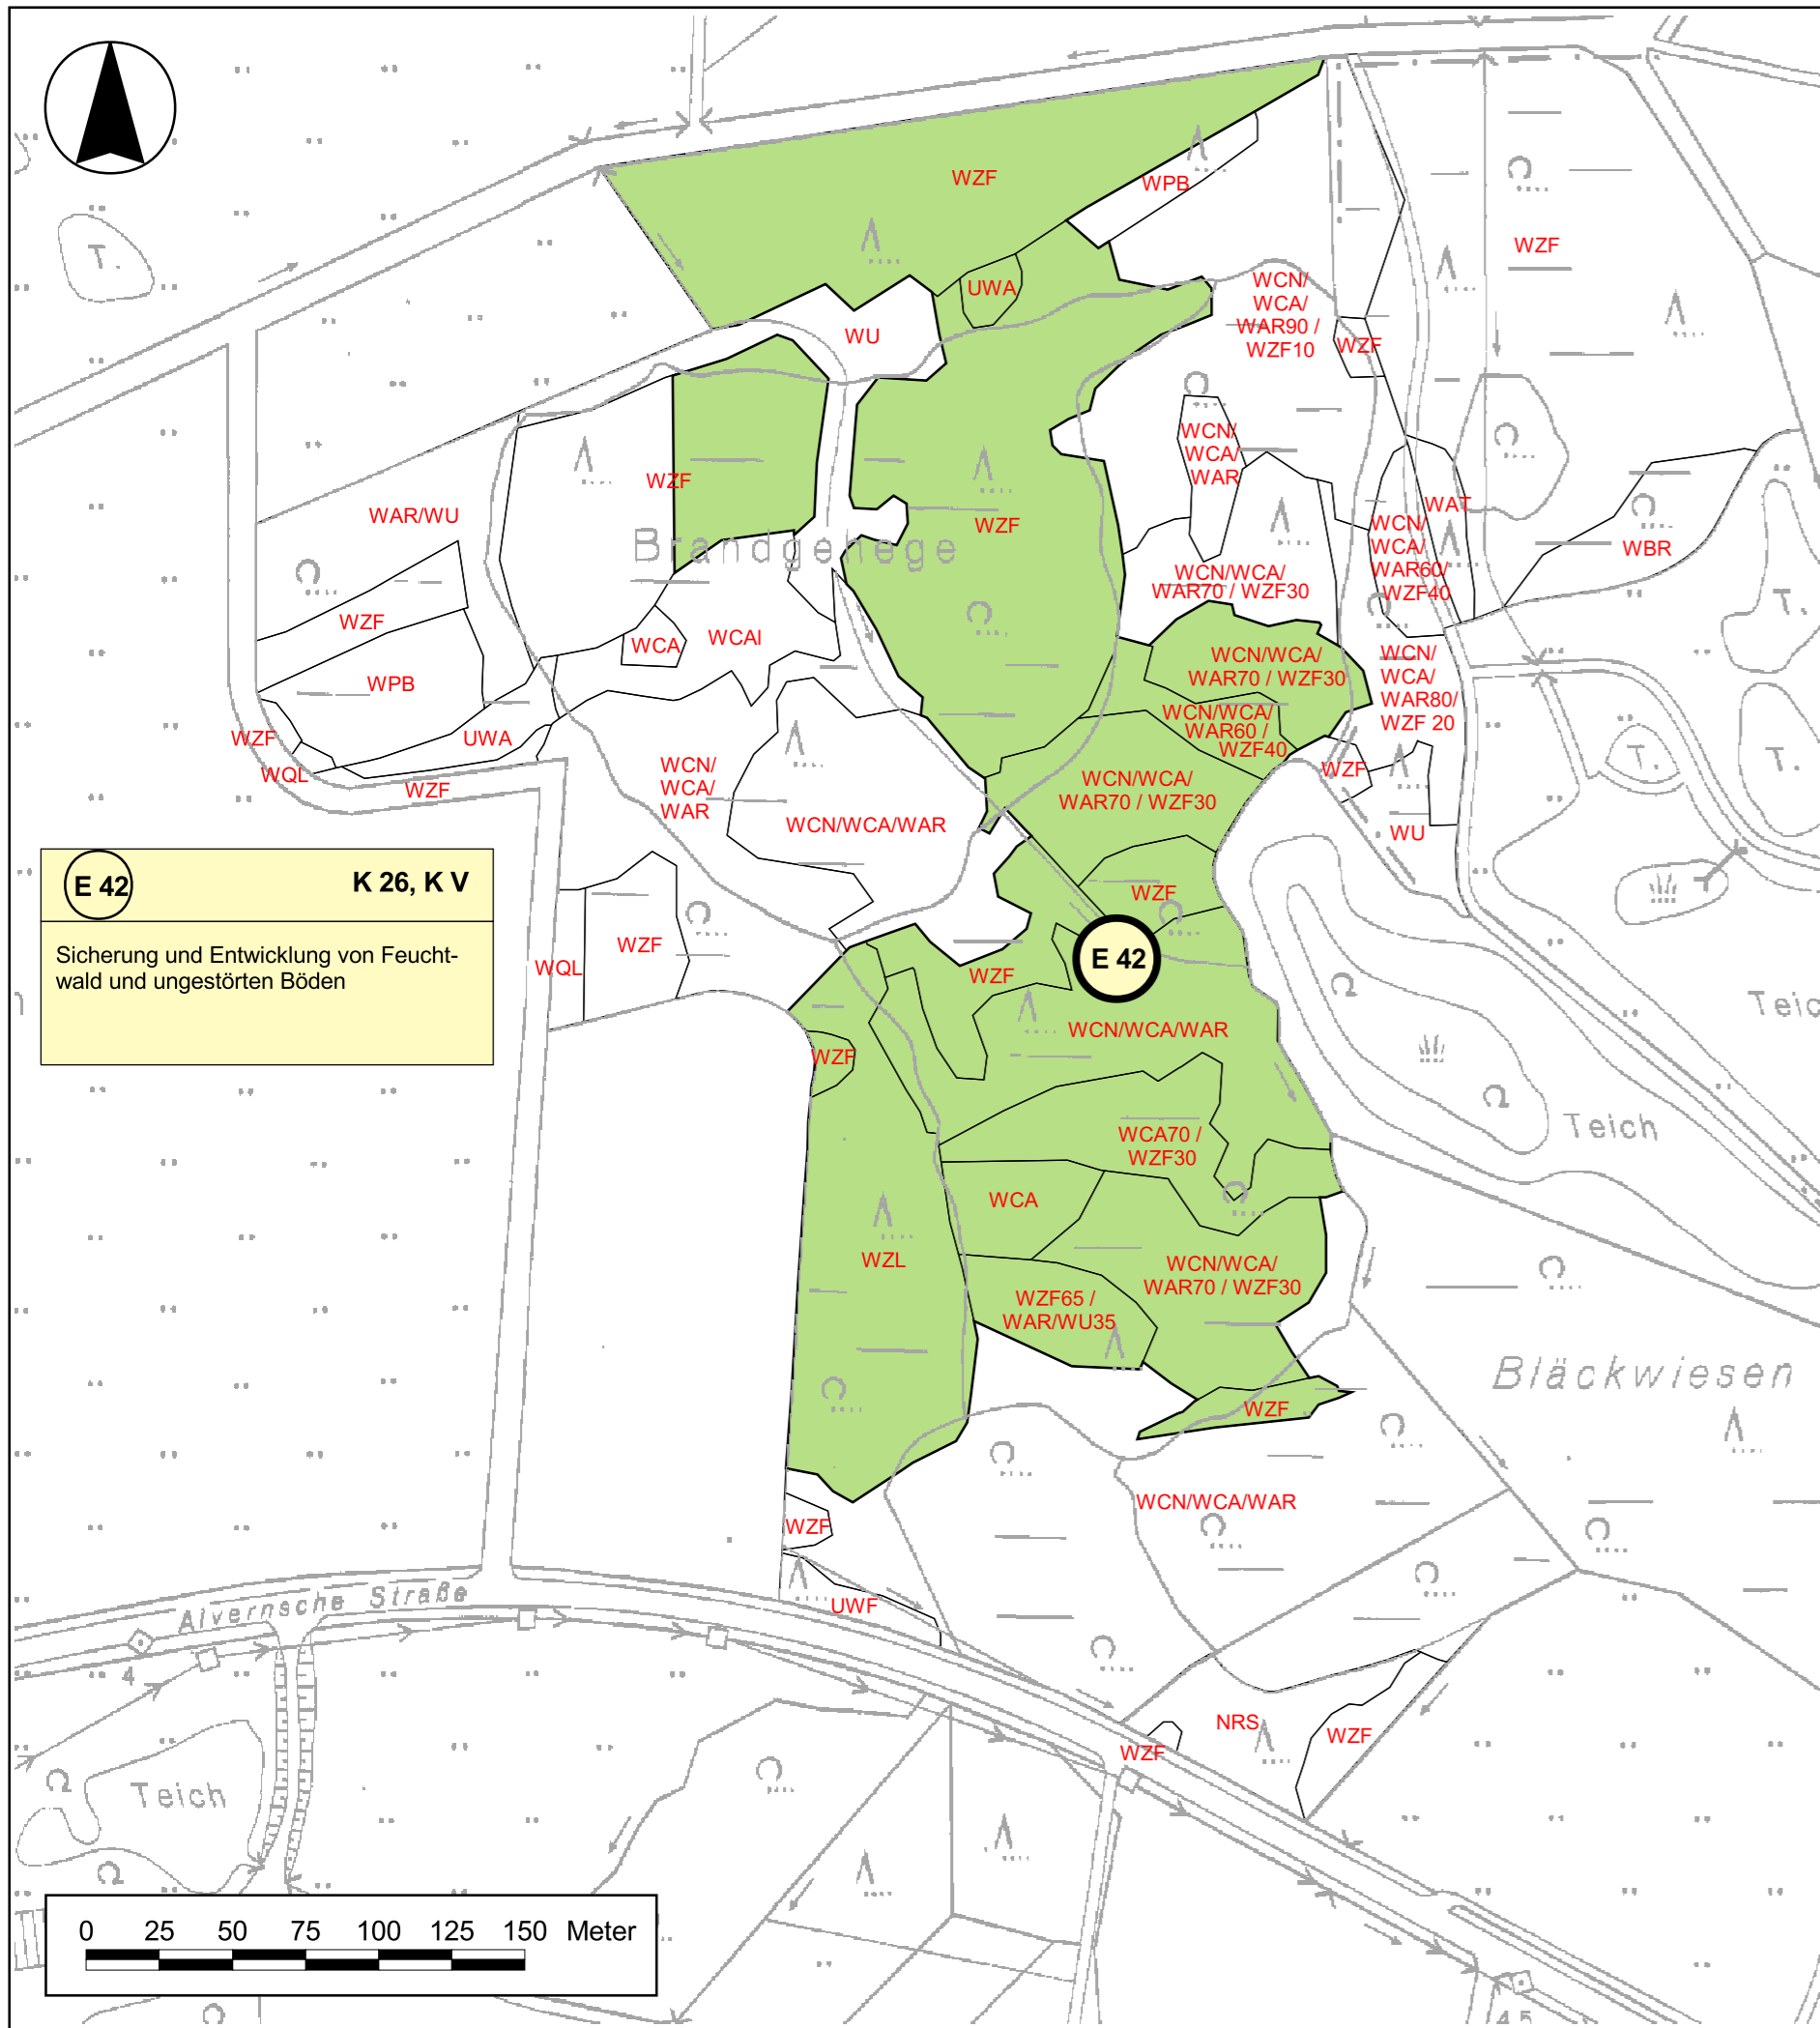 WZF
WPB
WZF
T.
UWA
WCN/
WCA/
WAR90 /
WZF10
WU
WZF
WCN/
WCA/
WAR
WZF
WAR/WU
WZF
WAT
WCN/
WCA/
WAR60/
WZF40
WBR
Brandgehege
WCN/WCA/
WAR70 / WZF30
T.
WZF
WCA
WCAI
WCN/WCA/
WAR70 / WZF30
WCN/
WCA/
WAR80/
WZF 20
WPB
WCN/WCA/
WAR60 /
WZF40
WZF
UWA
WQL
WZF
WCN/
WCA/
WAR
WCN/WCA/
WAR70 / WZF30
WZF
T.
T.
WCN/WCA/WAR
WU
E 42
K 26, K V
Sicherung und Entwicklung von Feucht-
wald und ungestörten Böden
WZF
WZF
WQL
WZF
E 42
WCN/WCA/WAR
Teic
WZF
Teich
WCA70 /
WZF30
WCA
WZL
WCN/WCA/
WAR70 / WZF30
WZF65 /
WAR/WU35
Bläckwiesen
WZF
WCN/WCA/WAR
WZF
Alvernsche Straße
UWF
4
NRS
WZF
WZF
Teich
0 25 50 75 100 125 150 Meter
45